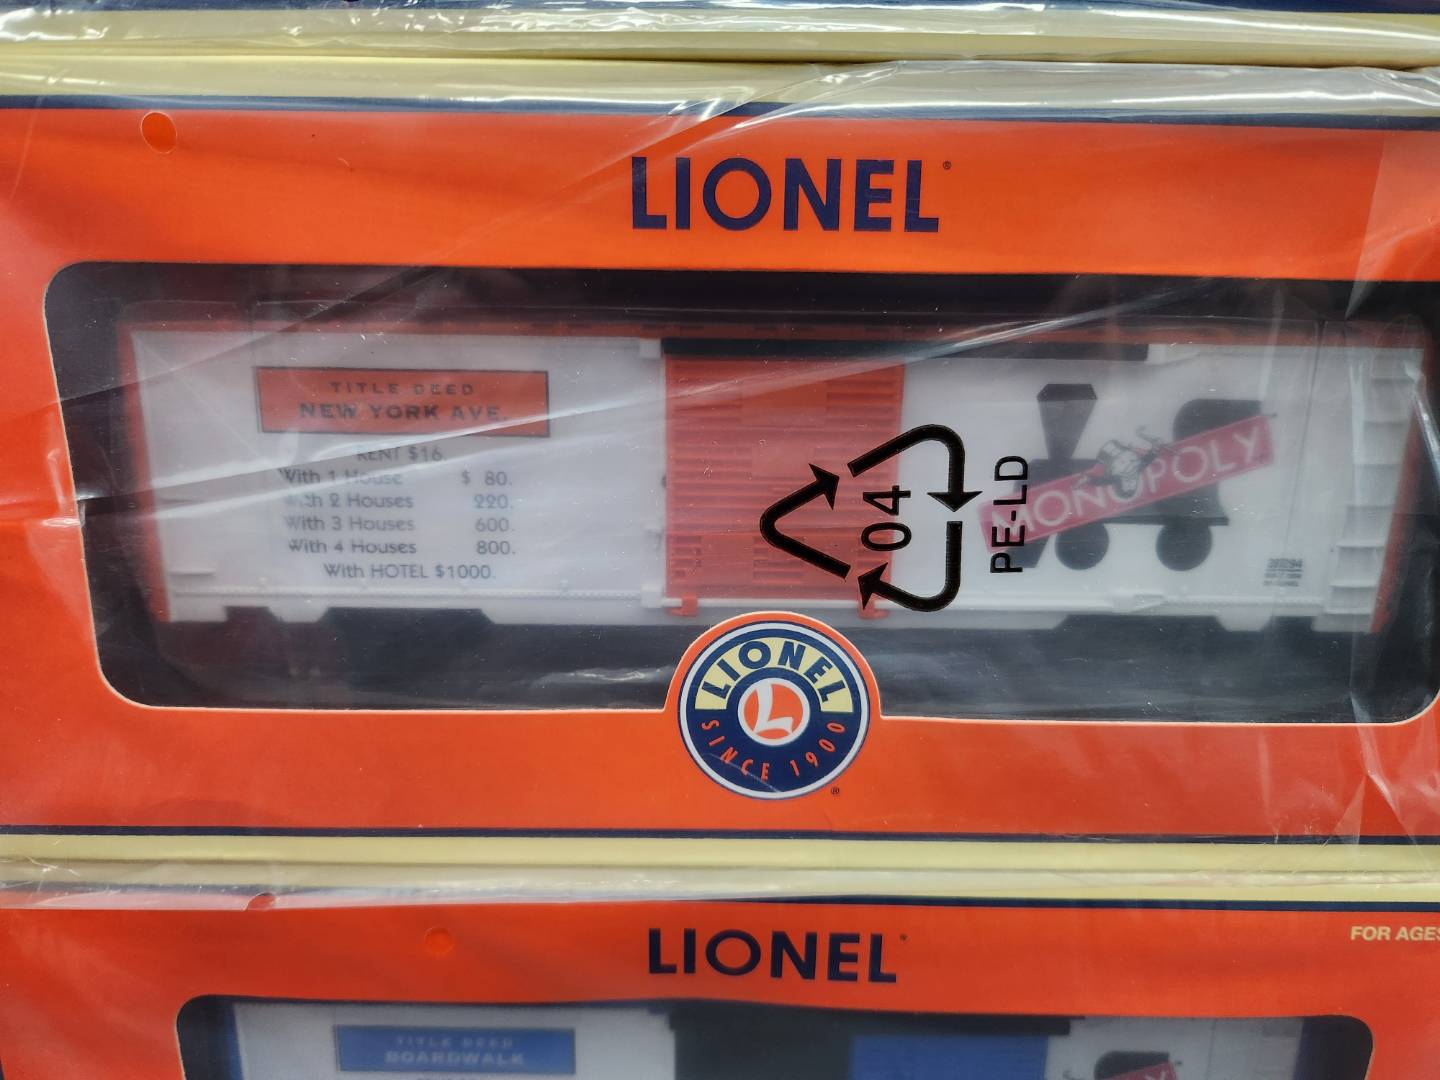 LIONEL®
TITLE DEED
NEW YORK AVE.
RENT $16.
With 1 House $ 80.
With 2 Houses 220.
With 3 Houses 600.
With 4 Houses 800.
With HOTEL $1000.
04
PE-LD
MONOPOLY
LIONEL
L
SINCE 1900
®
LIONEL®
FOR AGES
TITLE DEED
BOARDWALK